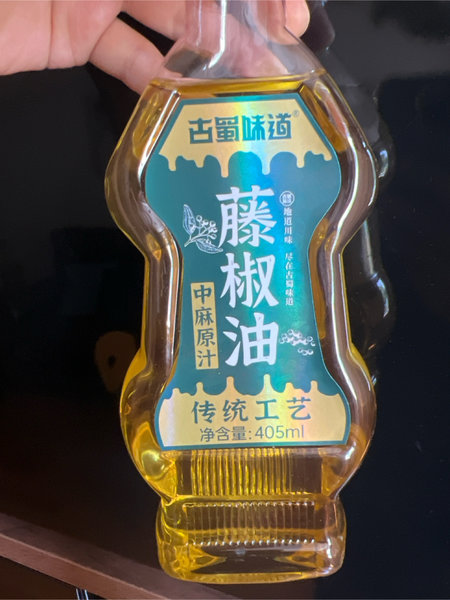 古蜀味道®
藤椒油
地道川味 尽在古蜀味道
中麻原汁
传统工艺
净含量:405ml